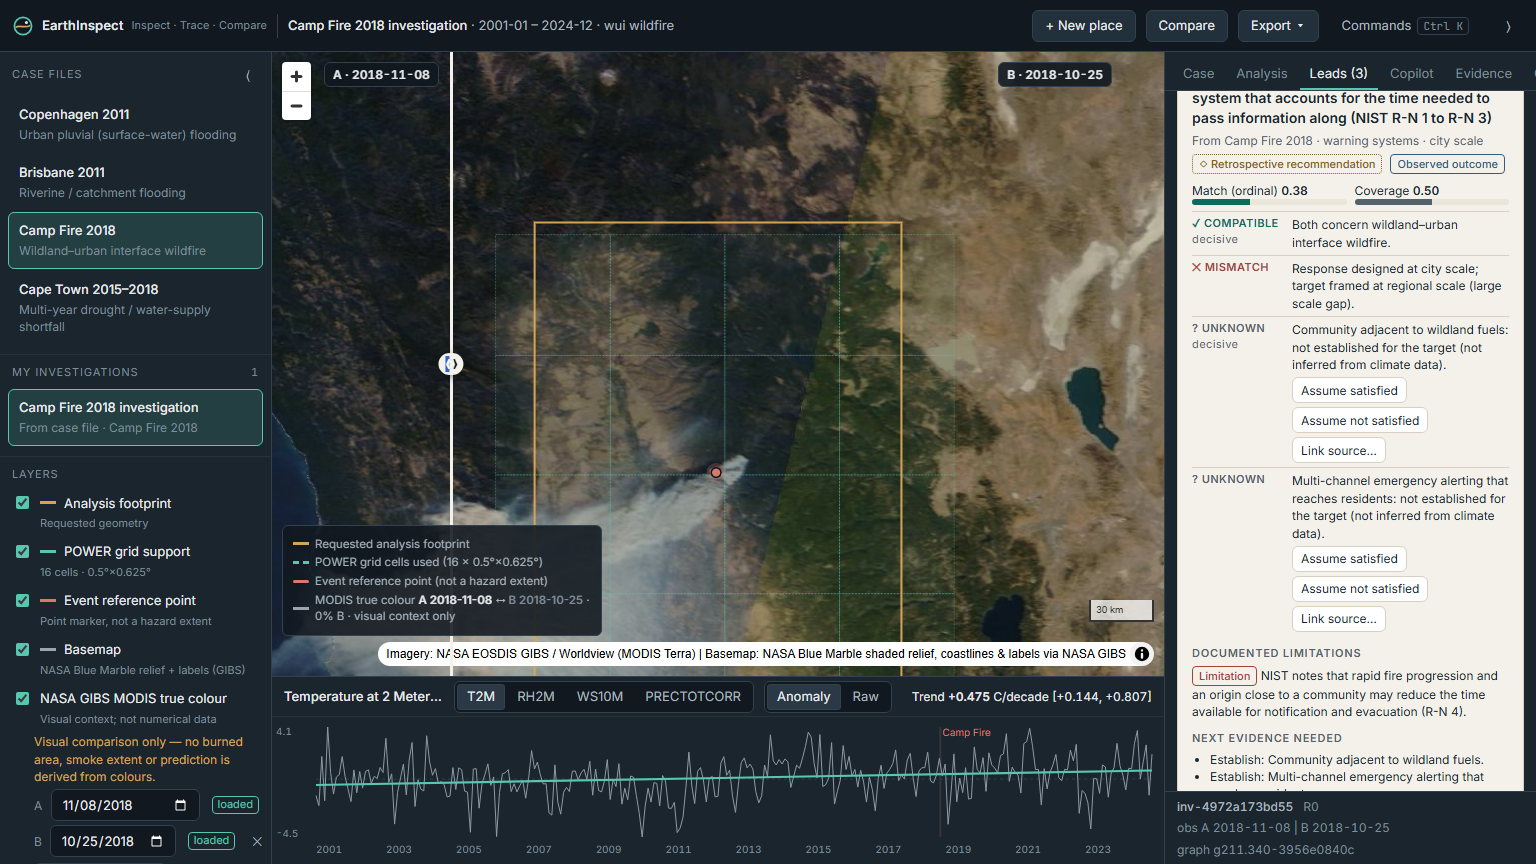 EarthInspect Inspect · Trace · Compare
Camp Fire 2018 investigation · 2001-01 – 2024-12 · wui wildfire
+ New place
Compare
Export
Commands Ctrl K
CASE FILES
Copenhagen 2011
Urban pluvial (surface-water) flooding
Brisbane 2011
Riverine / catchment flooding
Camp Fire 2018
Wildland–urban interface wildfire
Cape Town 2015–2018
Multi-year drought / water-supply
shortfall
MY INVESTIGATIONS 1
Camp Fire 2018 investigation
From case file · Camp Fire 2018
LAYERS
Analysis footprint
Requested geometry
POWER grid support
16 cells · 0.5°×0.625°
Event reference point
Point marker, not a hazard extent
Basemap
NASA Blue Marble relief + labels (GIBS)
NASA GIBS MODIS true colour
Visual context; not numerical data
Visual comparison only — no burned
area, smoke extent or prediction is
derived from colours.
A 11/08/2018 loaded
B 10/25/2018 loaded ×
+
−
A · 2018-11-08
B · 2018-10-25
Requested analysis footprint
POWER grid cells used (16 × 0.5°×0.625°)
Event reference point (not a hazard extent)
MODIS true colour A 2018-11-08 ↔ B 2018-10-25 ·
0% B · visual context only
30 km
Imagery: NASA EOSDIS GIBS / Worldview (MODIS Terra) | Basemap: NASA Blue Marble shaded relief, coastlines & labels via NASA GIBS
Temperature at 2 Meter...
T2M
RH2M
WS10M
PRECTOTCORR
Anomaly
Raw
Trend +0.475 C/decade [+0.144, +0.807]
4.1
Camp Fire
-4.5
2001 2003 2005 2007 2009 2011 2013 2015 2017 2019 2021 2023
Case
Analysis
Leads (3)
Copilot
Evidence
system that accounts for the time needed to
pass information along (NIST R-N 1 to R-N 3)
From Camp Fire 2018 · warning systems · city scale
◇ Retrospective recommendation
Observed outcome
Match (ordinal) 0.38
Coverage 0.50
✓ COMPATIBLE
decisive
Both concern wildland–urban
interface wildfire.
✕ MISMATCH
Response designed at city scale;
target framed at regional scale (large
scale gap).
? UNKNOWN
decisive
Community adjacent to wildland fuels:
not established for the target (not
inferred from climate data).
Assume satisfied
Assume not satisfied
Link source...
? UNKNOWN
Multi-channel emergency alerting that
reaches residents: not established for
the target (not inferred from climate
data).
Assume satisfied
Assume not satisfied
Link source...
DOCUMENTED LIMITATIONS
Limitation NIST notes that rapid fire progression and
an origin close to a community may reduce the time
available for notification and evacuation (R-N 4).
NEXT EVIDENCE NEEDED
• Establish: Community adjacent to wildland fuels.
• Establish: Multi-channel emergency alerting that
inv-4972a173bd55 R0
obs A 2018-11-08 | B 2018-10-25
graph g211.340-3956e0840c